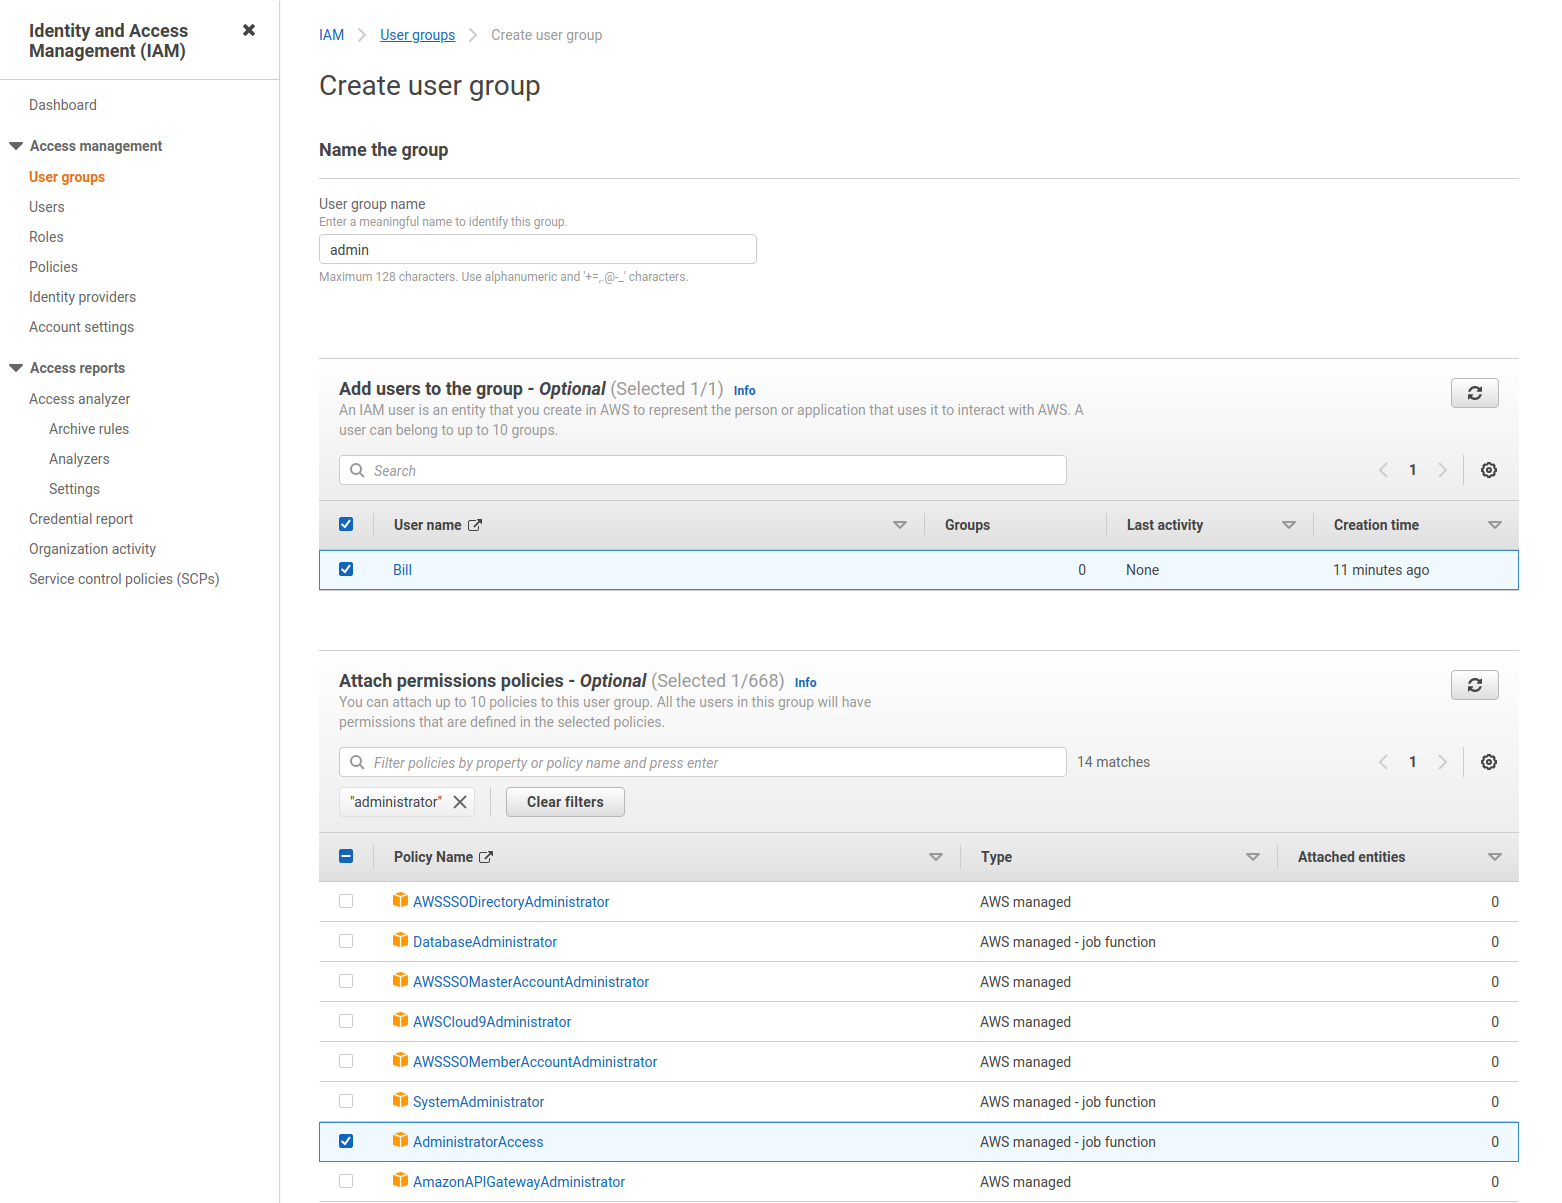 Identity and Access
Management (IAM)
Dashboard
Access management
User groups
Users
Roles
Policies
Identity providers
Account settings
Access reports
Access analyzer
Archive rules
Analyzers
Settings
Credential report
Organization activity
Service control policies (SCPs)
IAM User groups Create user group
Create user group
Name the group
User group name
Enter a meaningful name to identify this group.
admin
Maximum 128 characters. Use alphanumeric and '+=,.@-_' characters.
Add users to the group - Optional (Selected 1/1) Info
An IAM user is an entity that you create in AWS to represent the person or application that uses it to interact with AWS. A
user can belong to up to 10 groups.
Search 1
User name Groups Last activity Creation time
Bill 0 None 11 minutes ago
Attach permissions policies - Optional (Selected 1/668) Info
You can attach up to 10 policies to this user group. All the users in this group will have
permissions that are defined in the selected policies.
Filter policies by property or policy name and press enter 14 matches 1
"administrator" Clear filters
Policy Name Type Attached entities
AWSSSODirectoryAdministrator AWS managed 0
DatabaseAdministrator AWS managed - job function 0
AWSSSOMasterAccountAdministrator AWS managed 0
AWSCloud9Administrator AWS managed 0
AWSSSOMemberAccountAdministrator AWS managed 0
SystemAdministrator AWS managed - job function 0
AdministratorAccess AWS managed - job function 0
AmazonAPIGatewayAdministrator AWS managed 0